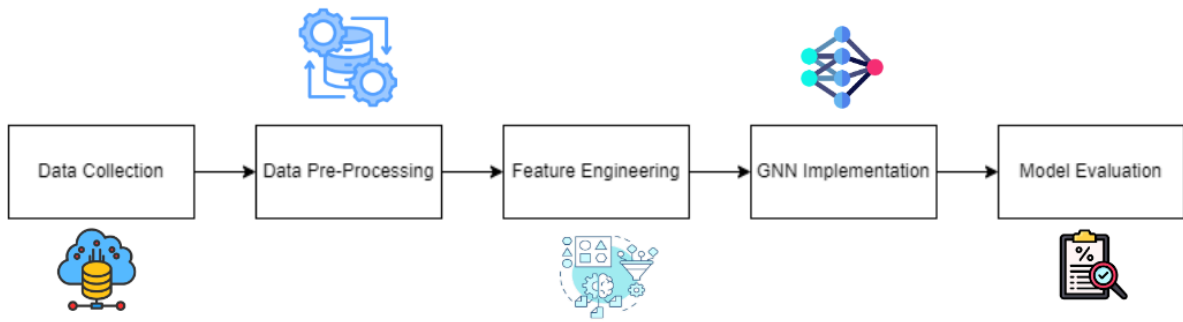 Data Collection
Data Pre-Processing
Feature Engineering
GNN Implementation
Model Evaluation
%